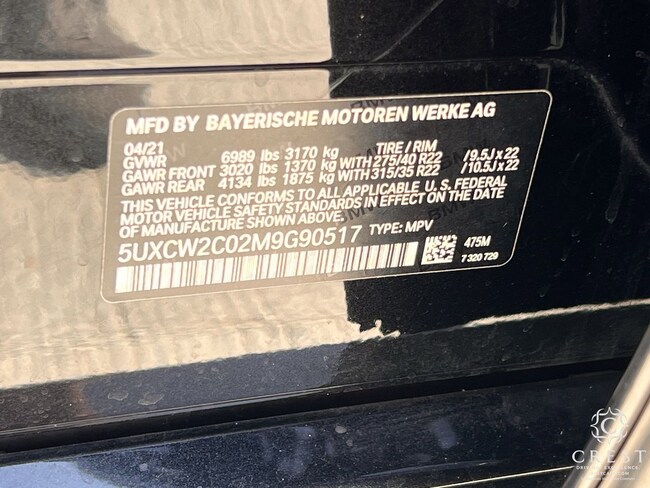 MFD BY BAYERISCHE MOTOREN WERKE AG
04/21 TIRE / RIM
GVWR 6989 lbs 3170 kg
GAWR FRONT 3020 lbs 1370 kg WITH 275/40 R22 /9.5J x 22
GAWR REAR 4134 lbs 1875 kg WITH 315/35 R22 /10.5J x 22
THIS VEHICLE CONFORMS TO ALL APPLICABLE U.S. FEDERAL
MOTOR VEHICLE SAFETY STANDARDS IN EFFECT ON THE DATE
OF MANUFACTURE SHOWN ABOVE.
5UXCW2C02M9G90517 TYPE: MPV
475M
7 320 729
CREST